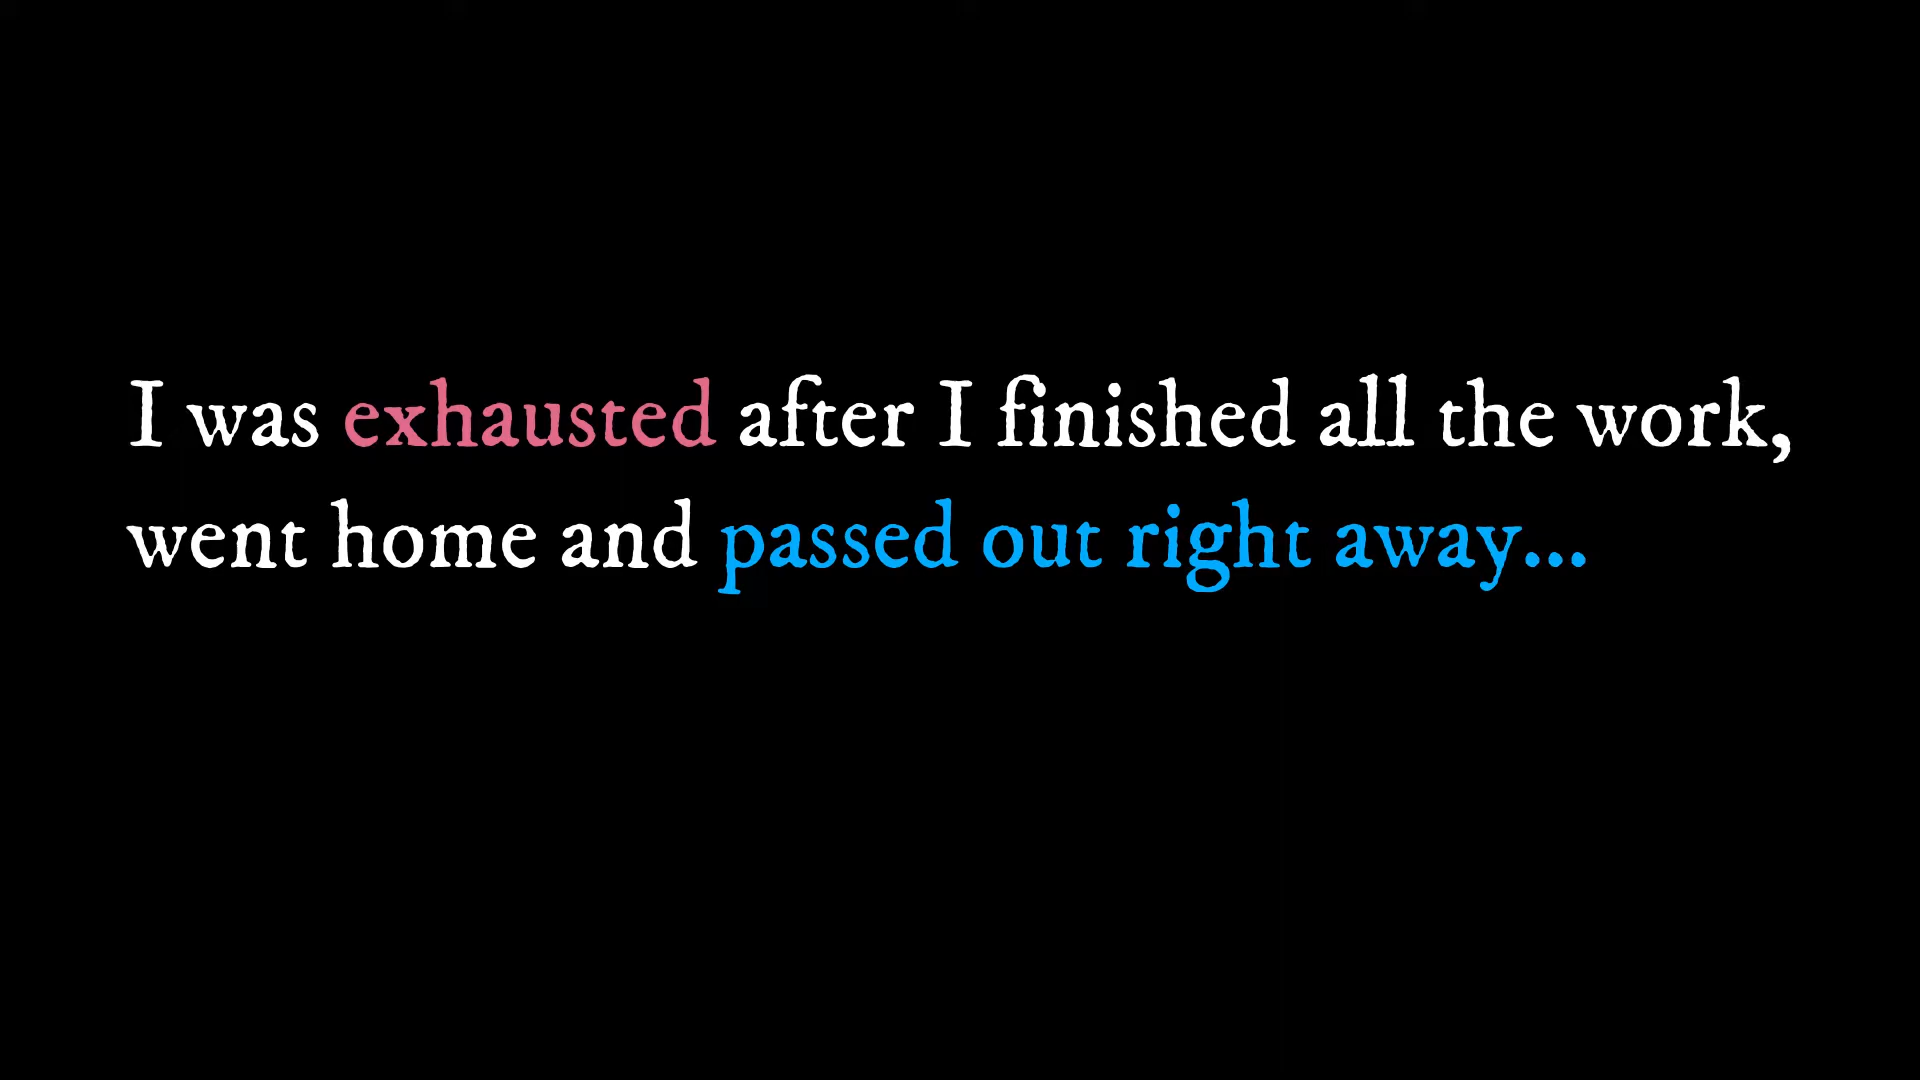 I was exhausted after I finished all the work,
went home and passed out right away...